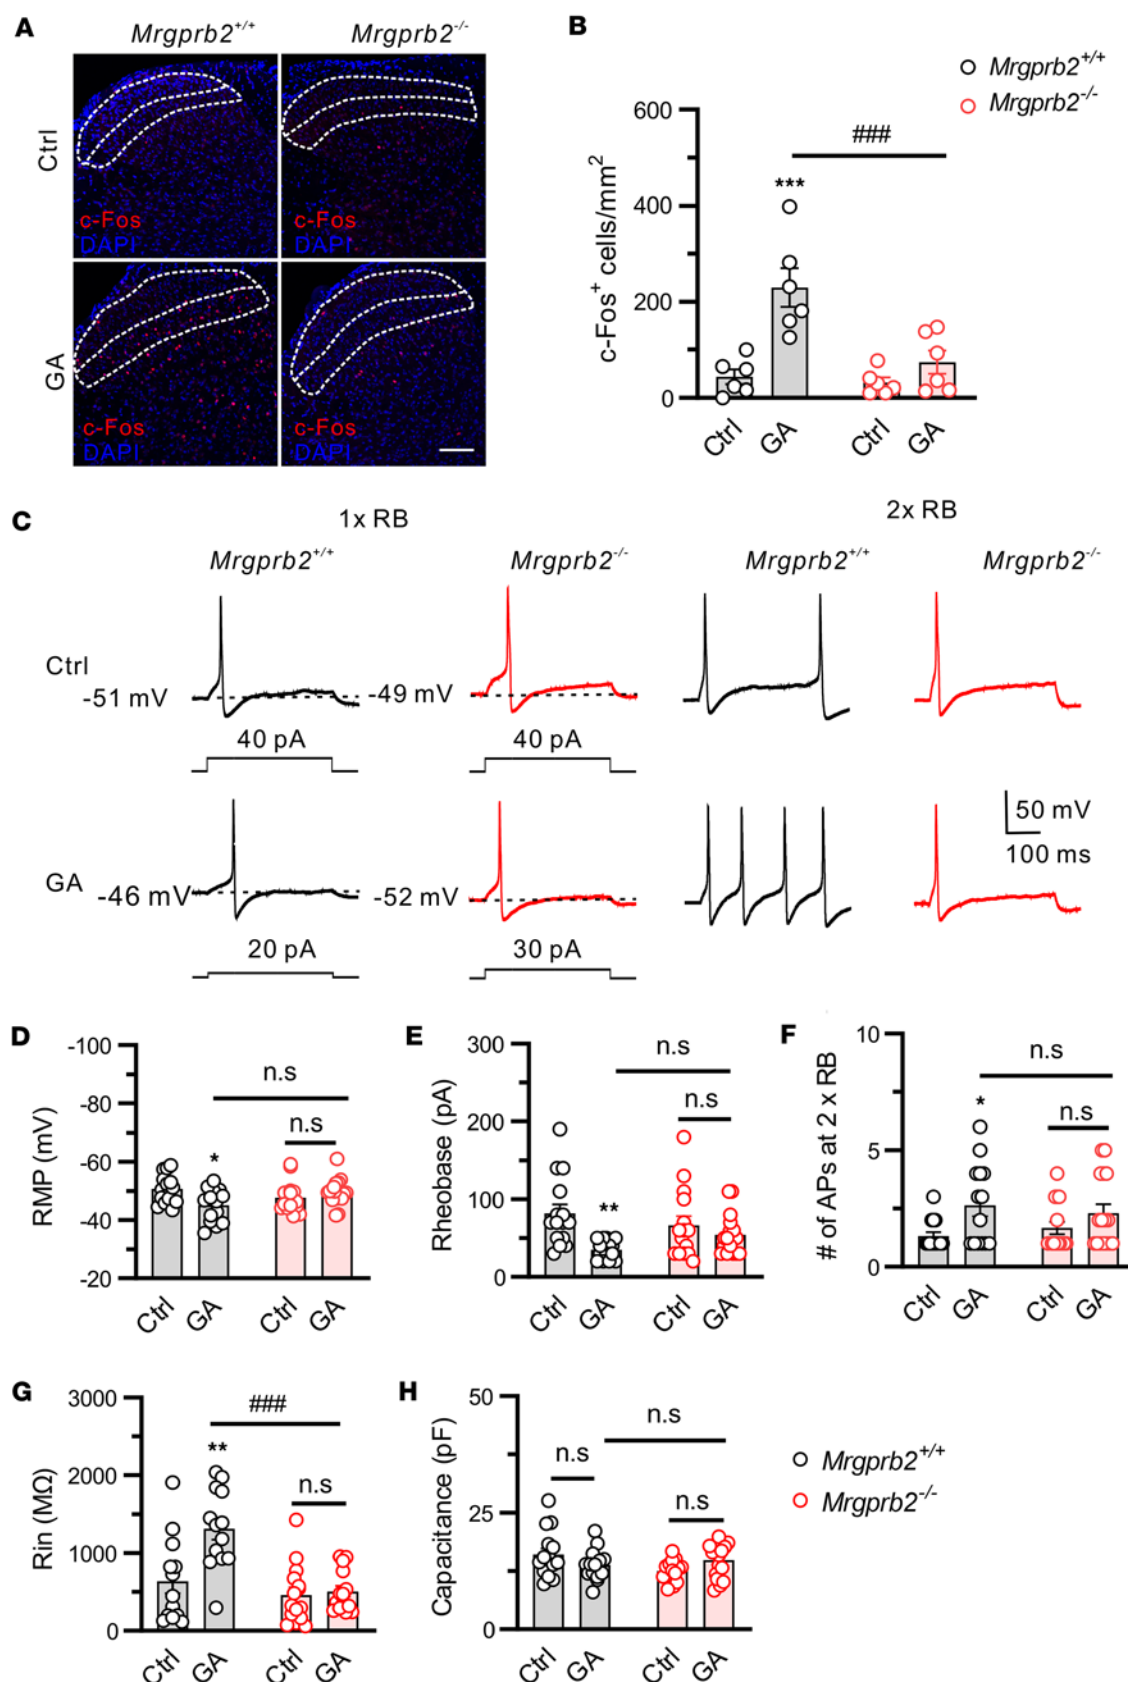 A
Mrgprb2+/+ Mrgprb2-/-
Ctrl
c-Fos
DAPI
GA
c-Fos c-Fos
DAPI DAPI
B
Mrgprb2+/+
Mrgprb2-/-
c-Fos+ cells/mm2
600
400
200
0
***
###
Ctrl GA Ctrl GA
C
1x RB 2x RB
Mrgprb2+/+ Mrgprb2-/- Mrgprb2+/+ Mrgprb2-/-
Ctrl
-51 mV -49 mV
40 pA 40 pA
GA
-46 mV -52 mV
50 mV
100 ms
20 pA 30 pA
D
RMP (mV)
-100
-80
-60
-40
-20
*
n.s
n.s
Ctrl GA Ctrl GA
E
Rheobase (pA)
300
200
100
0
**
n.s
n.s
Ctrl GA Ctrl GA
F
# of APs at 2 x RB
10
5
0
*
n.s
n.s
Ctrl GA Ctrl GA
G
Rin (MΩ)
3000
2000
1000
0
**
###
n.s
Ctrl GA Ctrl GA
H
Capacitance (pF)
50
25
0
n.s
n.s
n.s
Ctrl GA Ctrl GA
Mrgprb2+/+
Mrgprb2-/-